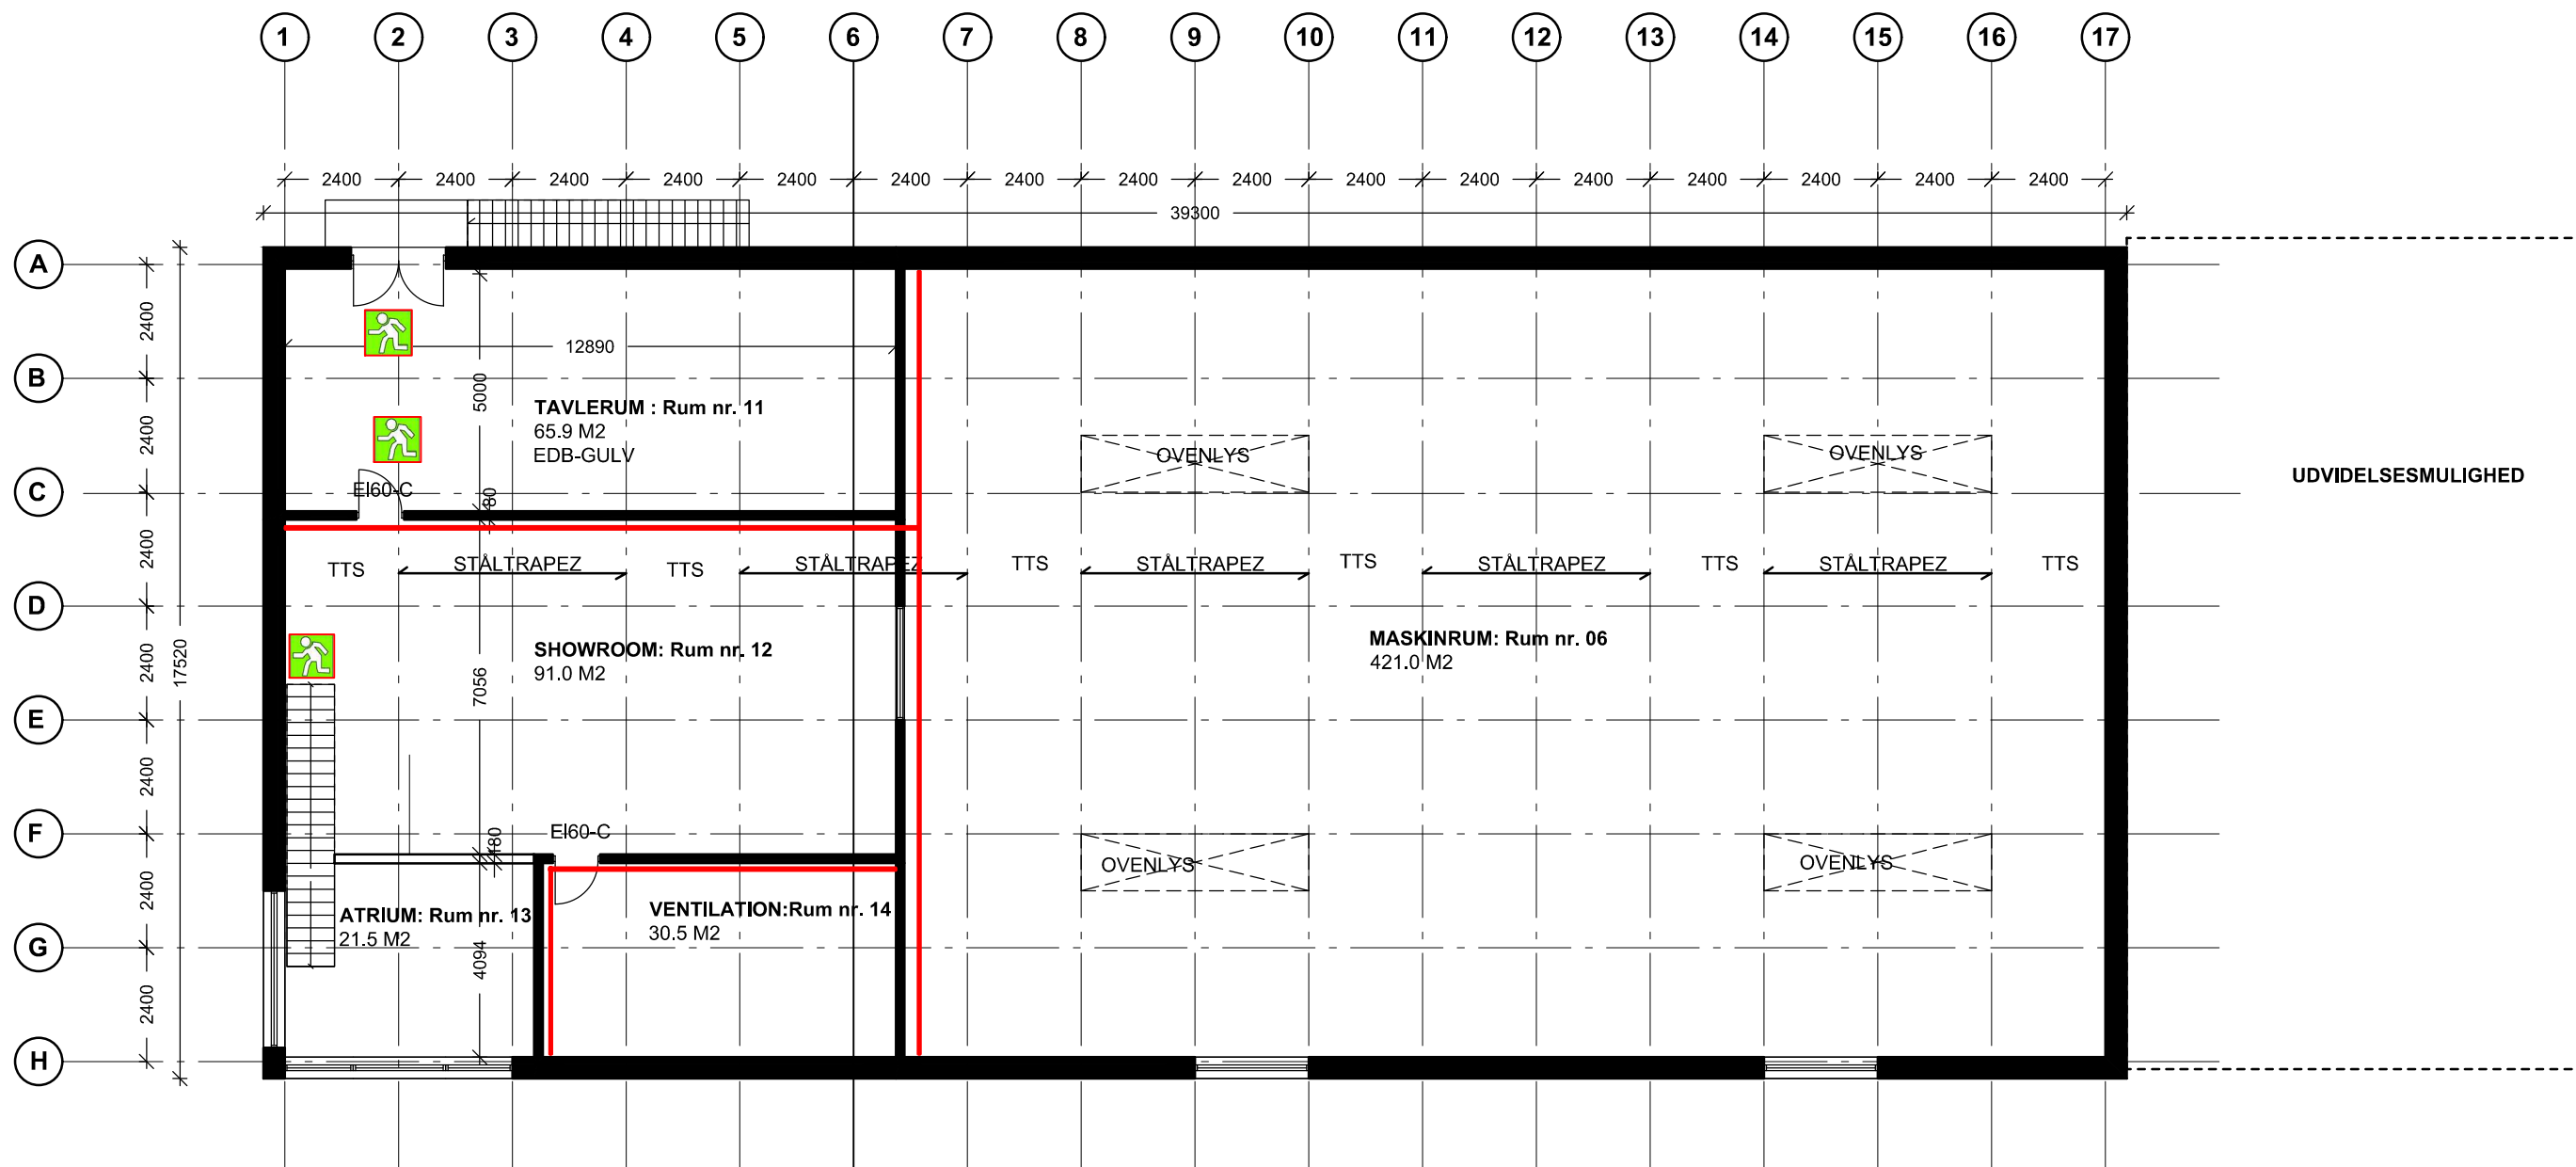 1 2 3 4 5 6 7 8 9 10 11 12 13 14 15 16 17
2400 2400 2400 2400 2400 2400 2400 2400 2400 2400 2400 2400 2400 2400 2400 2400
39300
A
B
C
D
E
F
G
H
2400
2400
2400
2400
2400
2400
2400
17520
12890
5000
TAVLERUM : Rum nr. 11
65.9 M2
EDB-GULV
EI60-C
OVENLYS
OVENLYS
UDVIDELSESMULIGHED
TTS STÅLTRAPEZ TTS STÅLTRAPEZ TTS STÅLTRAPEZ TTS STÅLTRAPEZ TTS STÅLTRAPEZ TTS
SHOWROOM: Rum nr. 12
91.0 M2
7056
MASKINRUM: Rum nr. 06
421.0 M2
EI60-C
180
OVENLYS
OVENLYS
ATRIUM: Rum nr. 13
21.5 M2
VENTILATION:Rum nr. 14
30.5 M2
4094